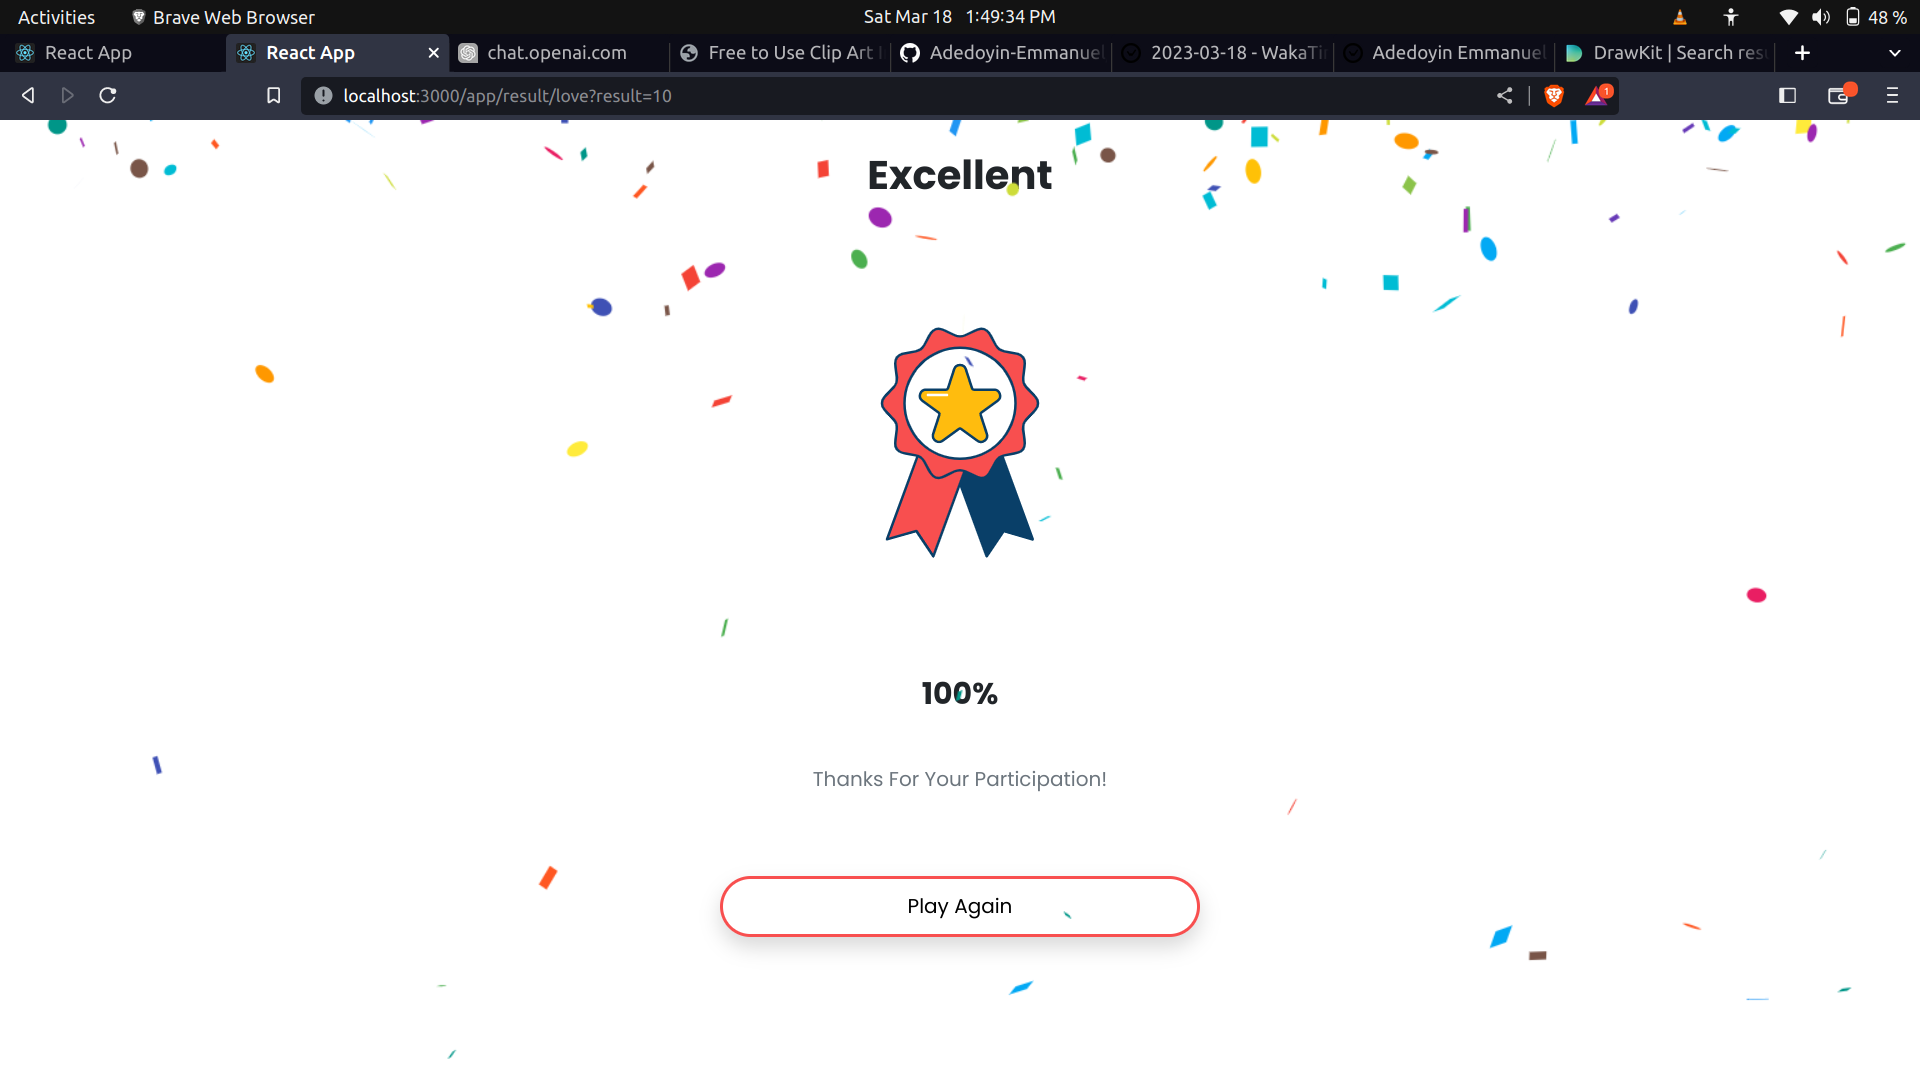 Activities Brave Web Browser Sat Mar 18 1:49:34 PM 48 %
React App React App chat.openai.com Free to Use Clip Art Adedoyin-Emmanuel 2023-03-18 - WakaTi Adedoyin Emmanuel DrawKit | Search res
localhost:3000/app/result/love?result=10 1
Excellent
100%
Thanks For Your Participation!
Play Again